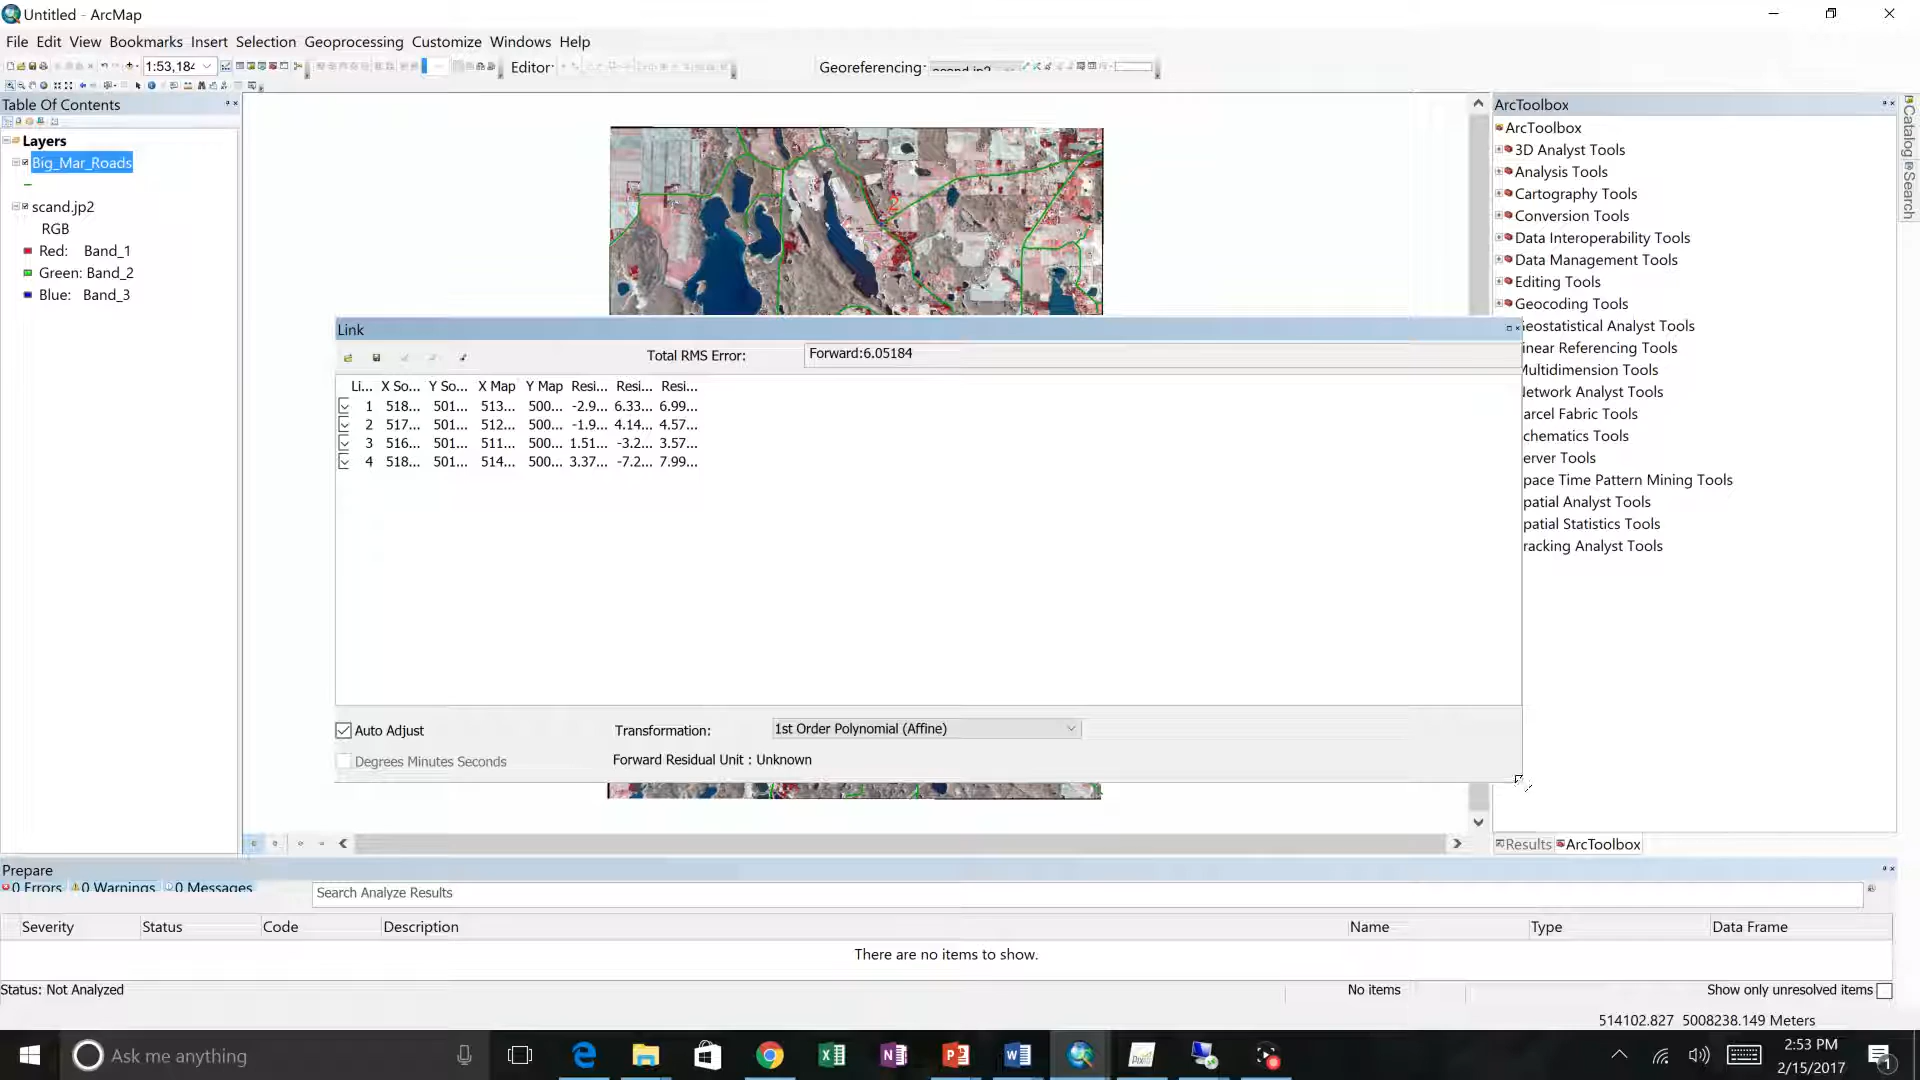 Untitled - ArcMap
File Edit View Bookmarks Insert Selection Geoprocessing Customize Windows Help
1:53,184 Editor Georeferencing scand.jp2
Table Of Contents
Layers
Big_Mar_Roads
scand.jp2
RGB
Red: Band_1
Green: Band_2
Blue: Band_3
2
Link
Total RMS Error: Forward:6.05184
Li... X So... Y So... X Map Y Map Resi... Resi... Resi...
1 518... 501... 513... 500... -2.9... 6.33... 6.99...
2 517... 501... 512... 500... -1.9... 4.14... 4.57...
3 516... 501... 511... 500... 1.51... -3.2... 3.57...
4 518... 501... 514... 500... 3.37... -7.2... 7.99...
Auto Adjust Transformation: 1st Order Polynomial (Affine)
Degrees Minutes Seconds Forward Residual Unit : Unknown
ArcToolbox
ArcToolbox
3D Analyst Tools
Analysis Tools
Cartography Tools
Conversion Tools
Data Interoperability Tools
Data Management Tools
Editing Tools
Geocoding Tools
eostatistical Analyst Tools
inear Referencing Tools
Multidimension Tools
etwork Analyst Tools
arcel Fabric Tools
chematics Tools
erver Tools
pace Time Pattern Mining Tools
patial Analyst Tools
patial Statistics Tools
racking Analyst Tools
Results ArcToolbox
Catalog Search
Prepare
0 Errors 0 Warnings 0 Messages Search Analyze Results
Severity Status Code Description Name Type Data Frame
There are no items to show.
Status: Not Analyzed No items Show only unresolved items
514102.827 5008238.149 Meters
Ask me anything
2:53 PM
2/15/2017
1